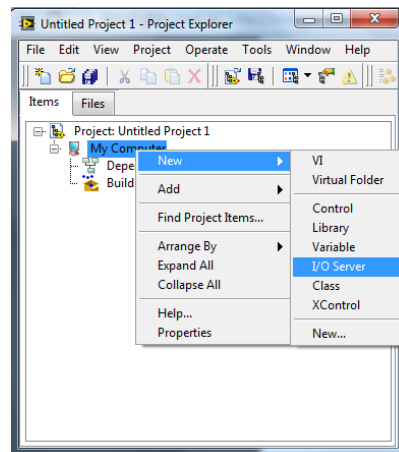 Untitled Project 1 - Project Explorer
File Edit View Project Operate Tools Window Help
Items Files
Project: Untitled Project 1
My Computer
Depe
Build
New
Add
Find Project Items...
Arrange By
Expand All
Collapse All
Help...
Properties
VI
Virtual Folder
Control
Library
Variable
I/O Server
Class
XControl
New...